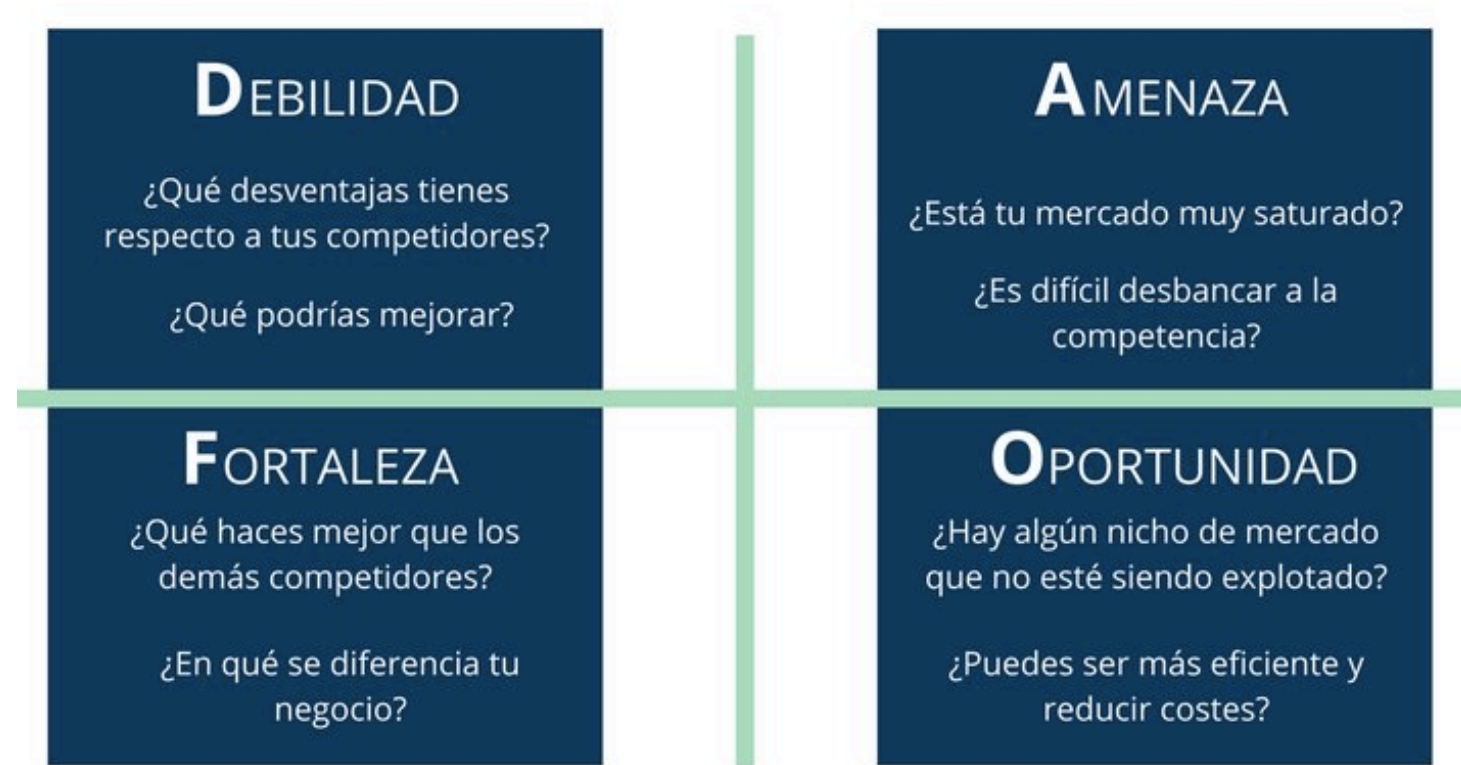 DEBILIDAD
¿Qué desventajas tienes
respecto a tus competidores?
¿Qué podrías mejorar?
AMENAZA
¿Está tu mercado muy saturado?
¿Es difícil desbancar a la
competencia?
FORTALEZA
¿Qué haces mejor que los
demás competidores?
¿En qué se diferencia tu
negocio?
OPORTUNIDAD
¿Hay algún nicho de mercado
que no esté siendo explotado?
¿Puedes ser más eficiente y
reducir costes?